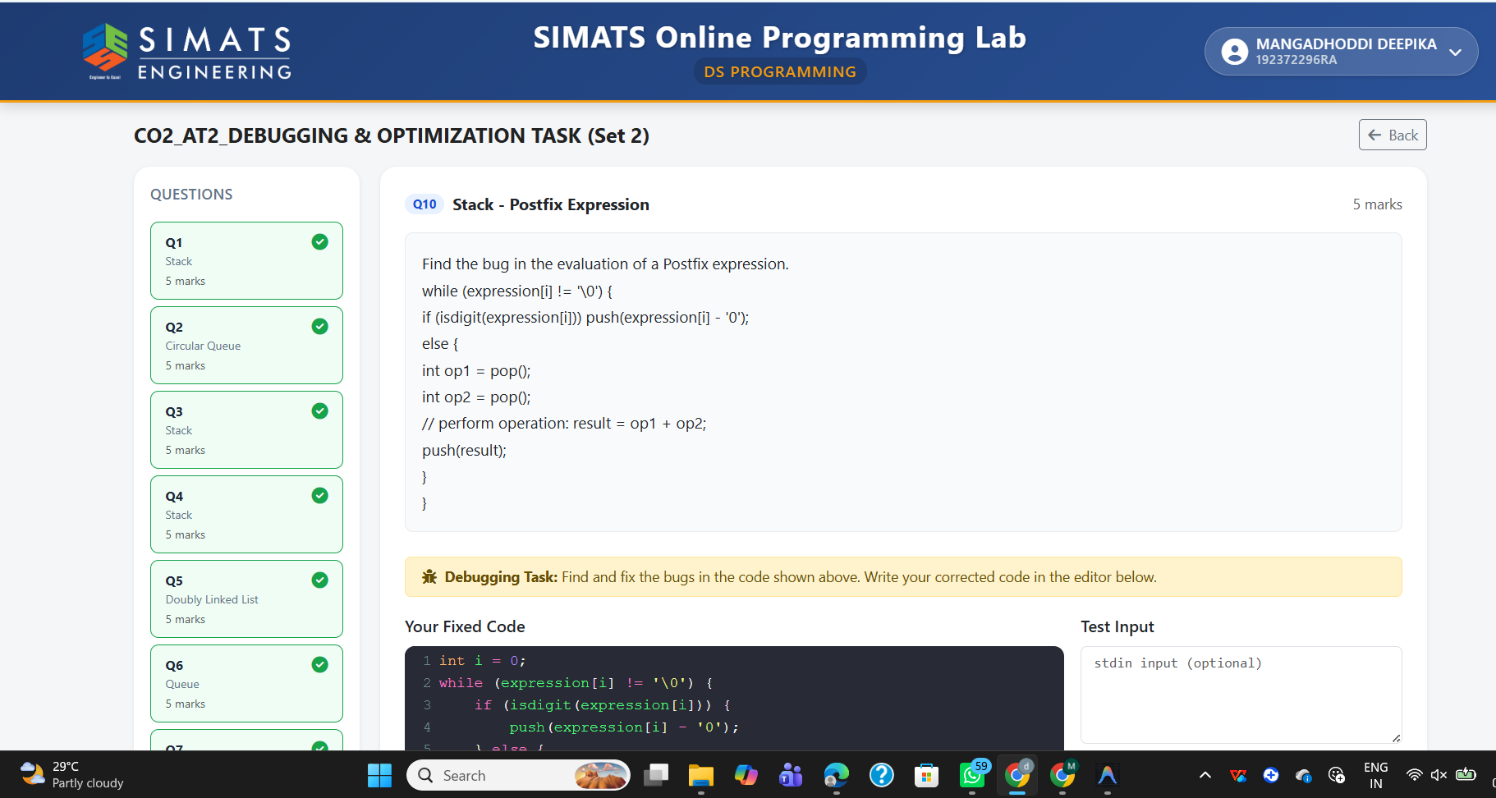 SIMATS
ENGINEERING
Engineer to Excel
SIMATS Online Programming Lab
DS PROGRAMMING
MANGADHODDI DEEPIKA
192372296RA
CO2_AT2_DEBUGGING & OPTIMIZATION TASK (Set 2)
Back
QUESTIONS
Q1
Stack
5 marks
Q2
Circular Queue
5 marks
Q3
Stack
5 marks
Q4
Stack
5 marks
Q5
Doubly Linked List
5 marks
Q6
Queue
5 marks
Q7
Q10 Stack - Postfix Expression
5 marks
Find the bug in the evaluation of a Postfix expression.
while (expression[i] != '\0') {
if (isdigit(expression[i])) push(expression[i] - '0');
else {
int op1 = pop();
int op2 = pop();
// perform operation: result = op1 + op2;
push(result);
}
}
Debugging Task: Find and fix the bugs in the code shown above. Write your corrected code in the editor below.
Your Fixed Code
1 int i = 0;
2 while (expression[i] != '\0') {
3 if (isdigit(expression[i])) {
4 push(expression[i] - '0');
5 } else {
Test Input
stdin input (optional)
29°C
Partly cloudy
Search
59
d
M
ENG
IN